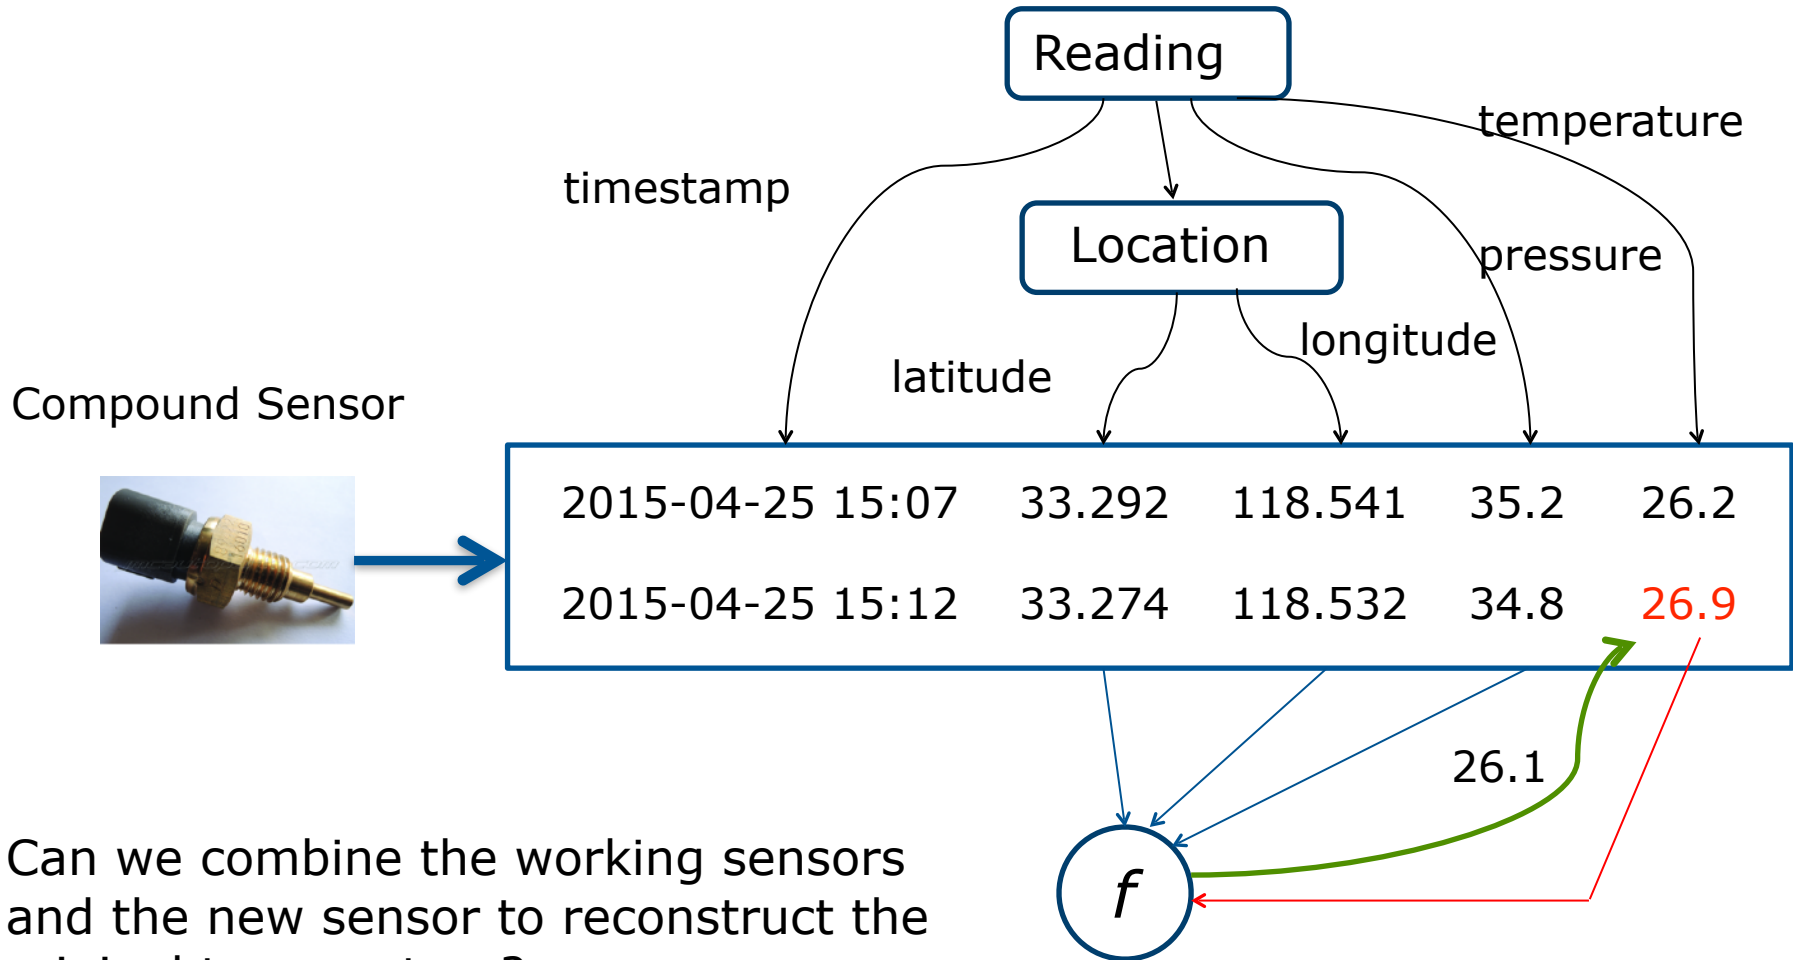 Reading
temperature
timestamp
Location
pressure
longitude
latitude
Compound Sensor
2015-04-25 15:07 33.292 118.541 35.2 26.2
2015-04-25 15:12 33.274 118.532 34.8 26.9
26.1
Can we combine the working sensors
f
and the new sensor to reconstruct the